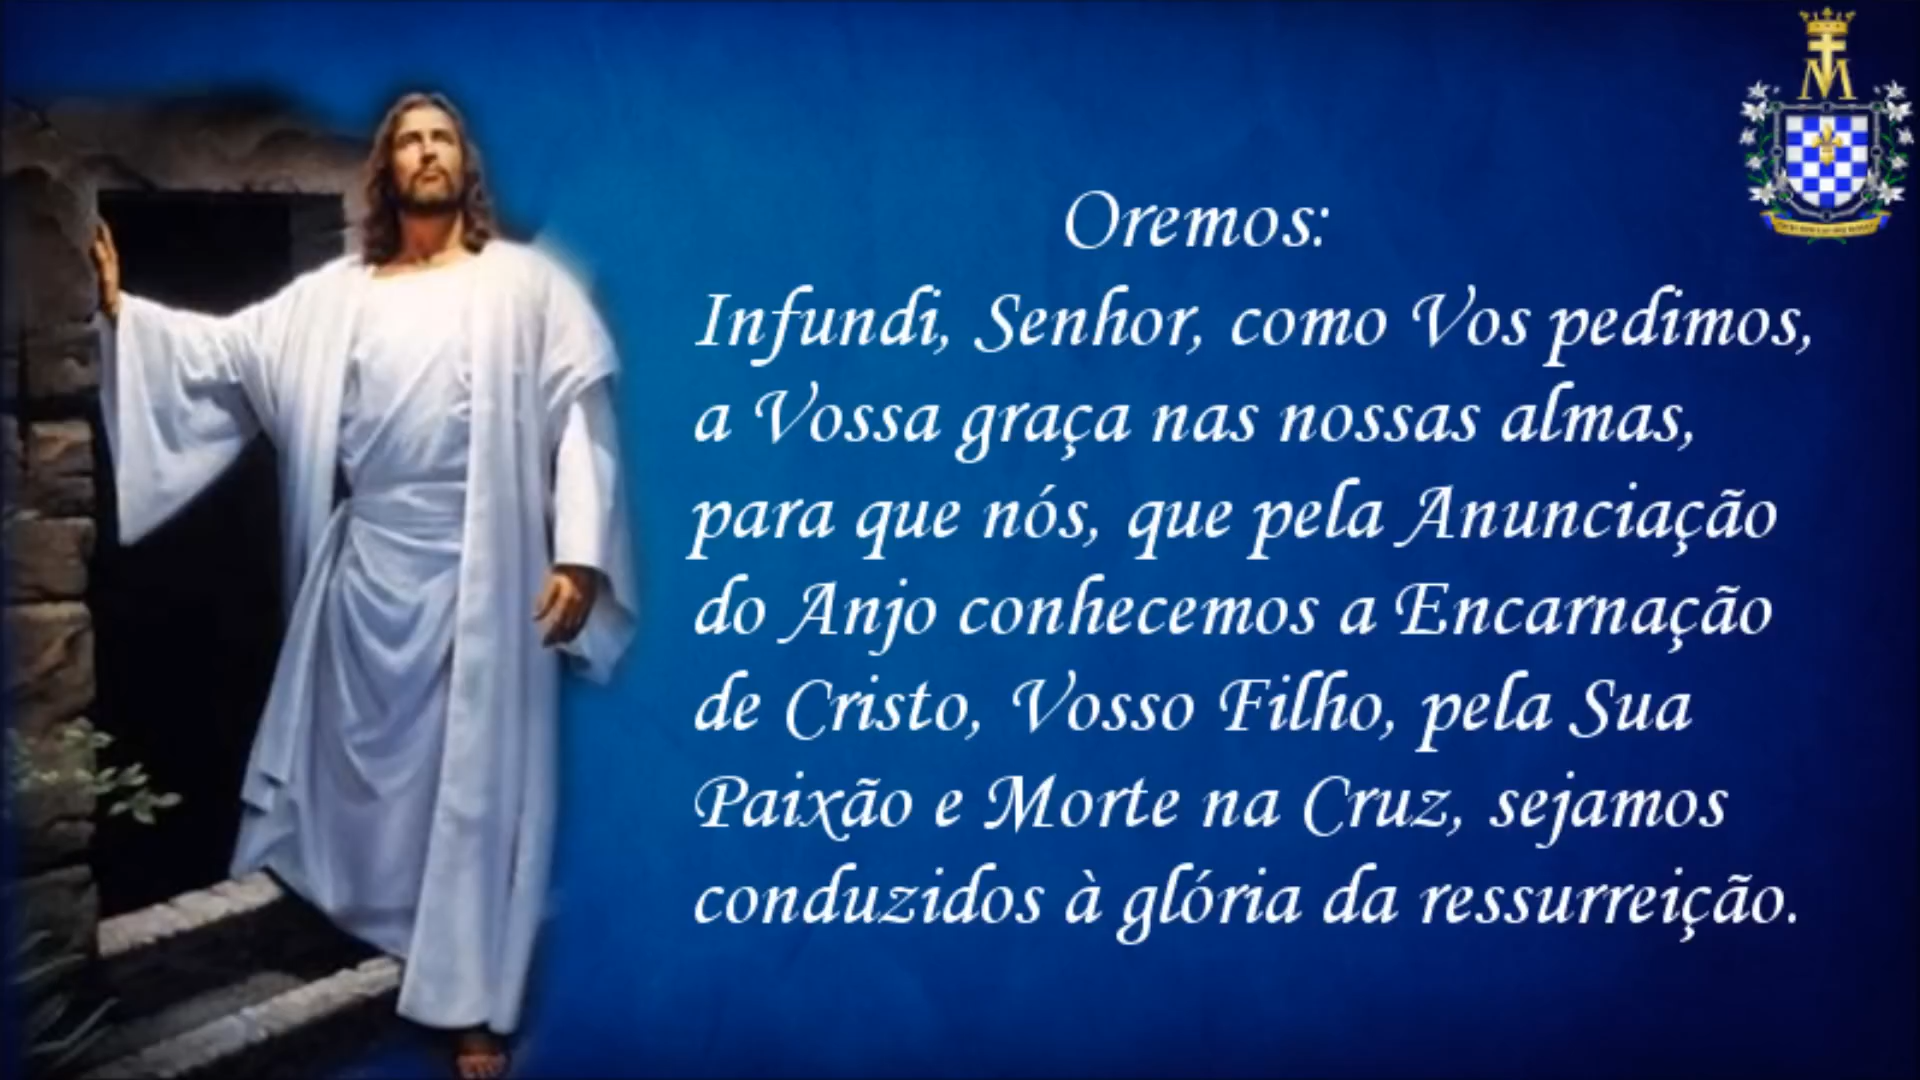 Oremos:
Infundi, Senhor, como Vos pedimos,
a Vossa graça nas nossas almas,
para que nós, que pela Anunciação
do Anjo conhecemos a Encarnação
de Cristo, Vosso Filho, pela Sua
Paixão e Morte na Cruz, sejamos
conduzidos à glória da ressurreição.